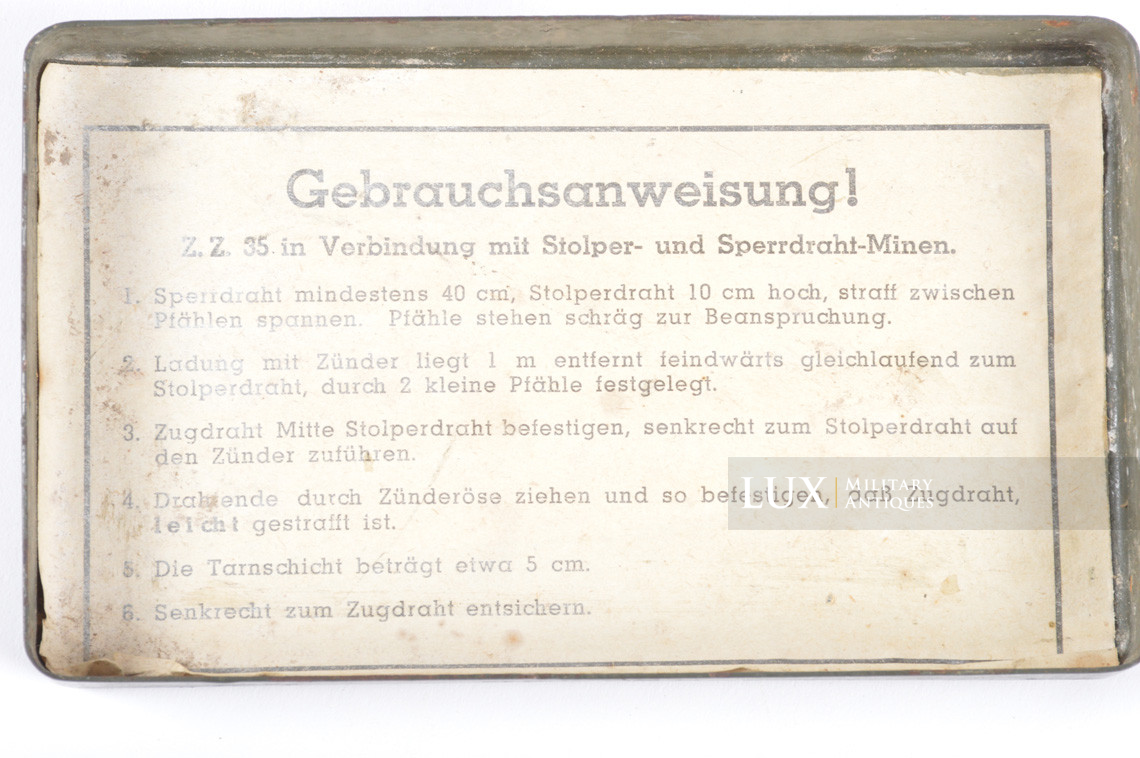 Gebrauchsanweisung!
Z. Z. 35 in Verbindung mit Stolper- und Sperrdraht-Minen.
1. Sperrdraht mindestens 40 cm, Stolperdraht 10 cm hoch, straff zwischen
Pfählen spannen. Pfähle stehen schräg zur Beanspruchung.
2. Ladung mit Zünder liegt 1 m entfernt feindwärts gleichlaufend zum
Stolperdraht, durch 2 kleine Pfähle festgelegt.
3. Zugdraht Mitte Stolperdraht befestigen, senkrecht zum Stolperdraht auf
den Zünder zuführen.
4. Drahtende durch Zünderöse ziehen und so befestigen, daß Zugdraht,
leicht gestrafft ist.
5. Die Tarnschicht beträgt etwa 5 cm.
6. Senkrecht zum Zugdraht entsichern.
LUX MILITARY
ANTIQUES